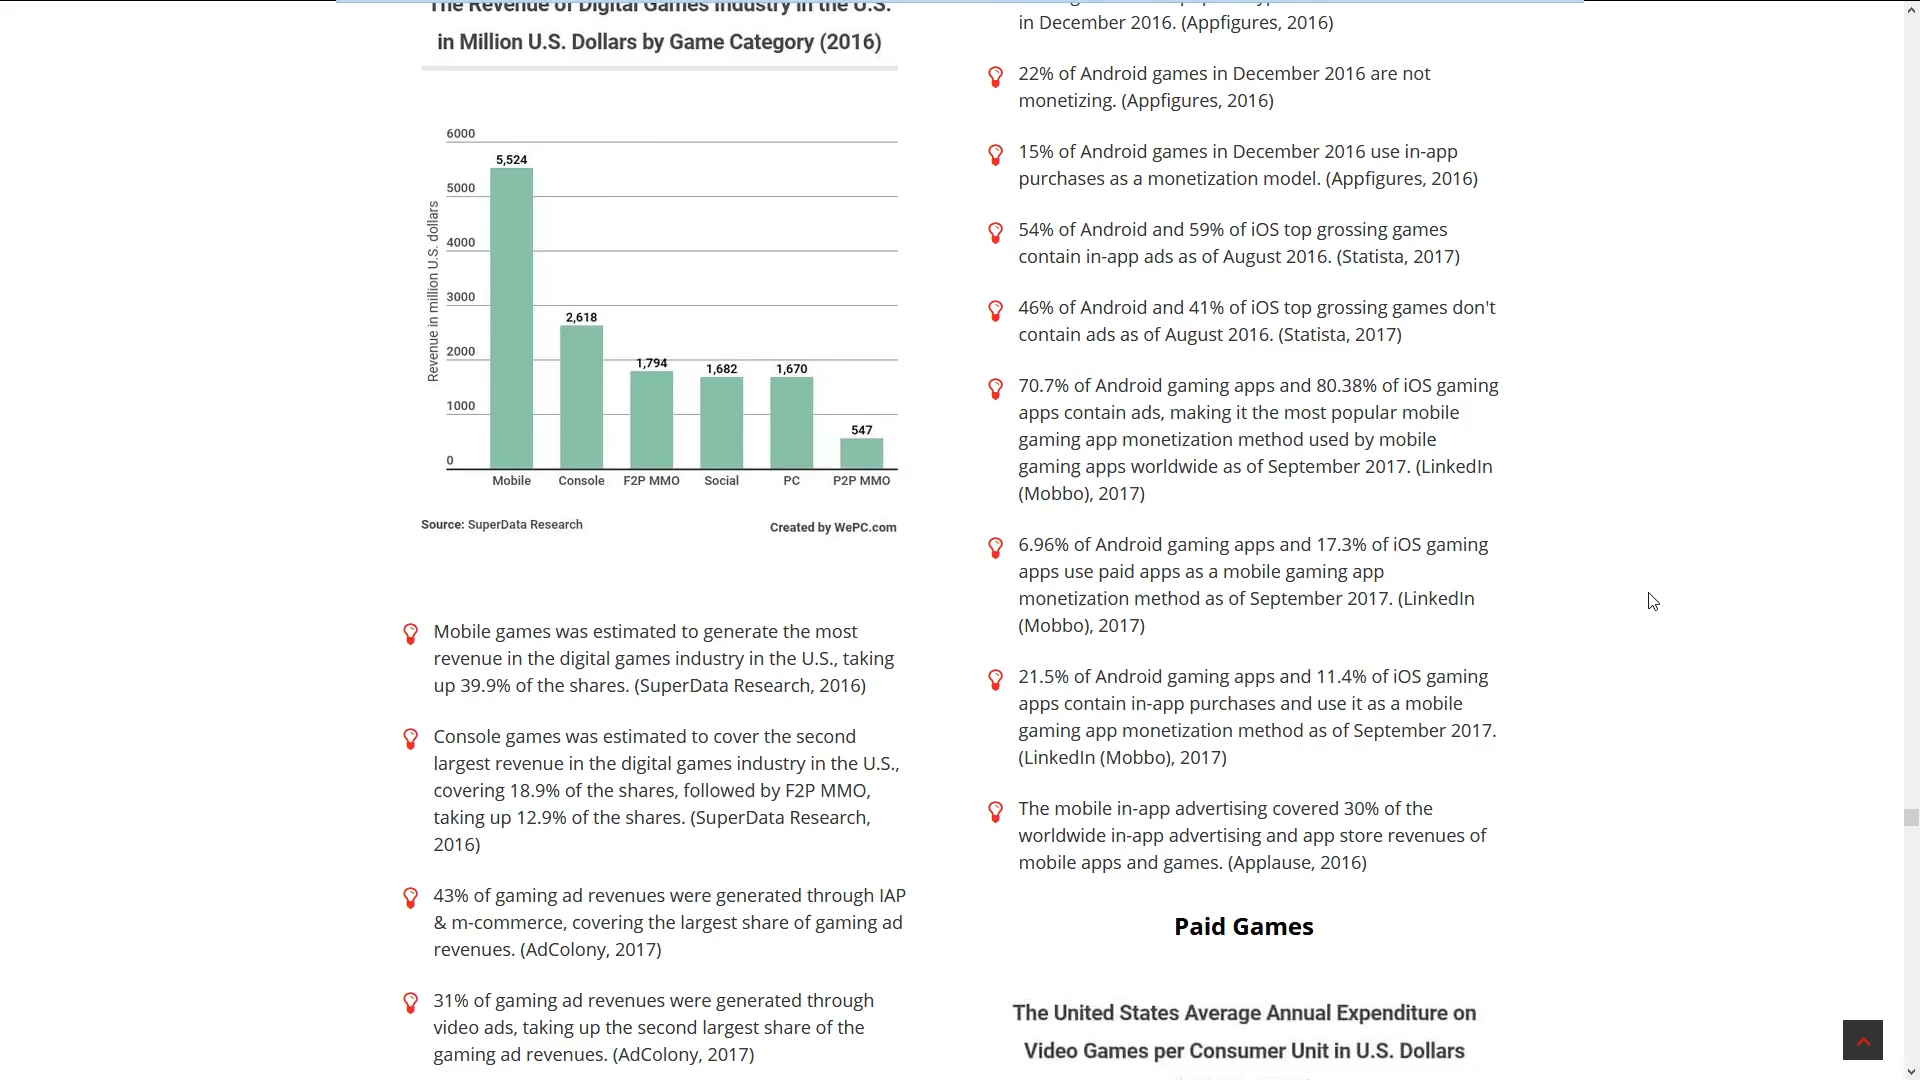 The Revenue of Digital Games Industry in the U.S.
in Million U.S. Dollars by Game Category (2016)
Revenue in million U.S. dollars
6000
5000
4000
3000
2000
1000
0
5,524
2,618
1,794
1,682
1,670
547
Mobile
Console
F2P MMO
Social
PC
P2P MMO
Source: SuperData Research
Created by WePC.com
Mobile games was estimated to generate the most
revenue in the digital games industry in the U.S., taking
up 39.9% of the shares. (SuperData Research, 2016)
Console games was estimated to cover the second
largest revenue in the digital games industry in the U.S.,
covering 18.9% of the shares, followed by F2P MMO,
taking up 12.9% of the shares. (SuperData Research,
2016)
43% of gaming ad revenues were generated through IAP
& m-commerce, covering the largest share of gaming ad
revenues. (AdColony, 2017)
31% of gaming ad revenues were generated through
video ads, taking up the second largest share of the
gaming ad revenues. (AdColony, 2017)
in December 2016. (Appfigures, 2016)
22% of Android games in December 2016 are not
monetizing. (Appfigures, 2016)
15% of Android games in December 2016 use in-app
purchases as a monetization model. (Appfigures, 2016)
54% of Android and 59% of iOS top grossing games
contain in-app ads as of August 2016. (Statista, 2017)
46% of Android and 41% of iOS top grossing games don't
contain ads as of August 2016. (Statista, 2017)
70.7% of Android gaming apps and 80.38% of iOS gaming
apps contain ads, making it the most popular mobile
gaming app monetization method used by mobile
gaming apps worldwide as of September 2017. (LinkedIn
(Mobbo), 2017)
6.96% of Android gaming apps and 17.3% of iOS gaming
apps use paid apps as a mobile gaming app
monetization method as of September 2017. (LinkedIn
(Mobbo), 2017)
21.5% of Android gaming apps and 11.4% of iOS gaming
apps contain in-app purchases and use it as a mobile
gaming app monetization method as of September 2017.
(LinkedIn (Mobbo), 2017)
The mobile in-app advertising covered 30% of the
worldwide in-app advertising and app store revenues of
mobile apps and games. (Applause, 2016)
Paid Games
The United States Average Annual Expenditure on
Video Games per Consumer Unit in U.S. Dollars